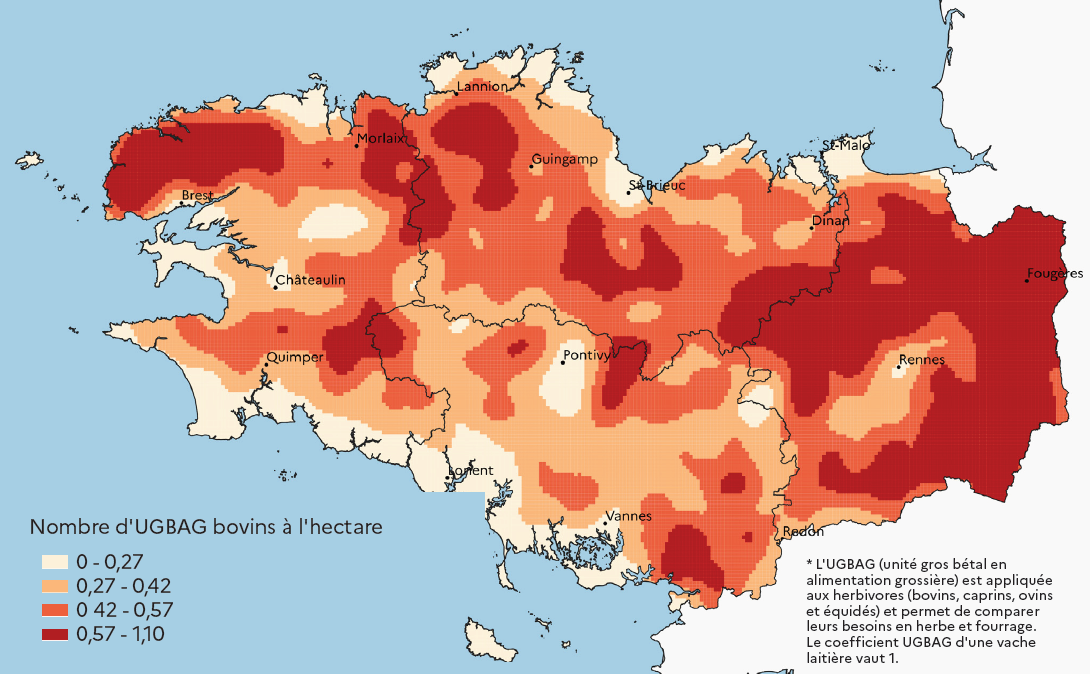 Lannion
Morlaix
St-Malo
Guingamp
Brest
St-Brieuc
Dinan
Fougères
Châteaulin
Quimper
Pontivy
Rennes
Lorient
Vannes
Redon
Nombre d'UGBAG bovins à l'hectare
0 - 0,27
0,27 - 0,42
0 42 - 0,57
0,57 - 1,10
* L'UGBAG (unité gros bétal en
alimentation grossière) est appliquée
aux herbivores (bovins, caprins, ovins
et équidés) et permet de comparer
leurs besoins en herbe et fourrage.
Le coefficient UGBAG d'une vache
laitière vaut 1.